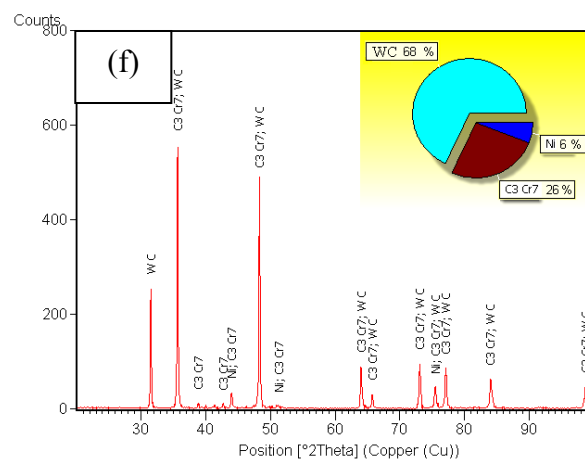 Counts
800
600
400
200
0
(f)
WC 68 %
Ni 6 %
C3 Cr7 26 %
W C
C3 Cr7; W C
C3 Cr7
C3 Cr7
Ni; C3 Cr7
C3 Cr7; W C
Ni; C3 Cr7
C3 Cr7; W C
C3 Cr7; W C
C3 Cr7; W C
Ni; C3 Cr7; W C
C3 Cr7; W C
C3 Cr7; W C
C3 Cr7; W C
30 40 50 60 70 80 90
Position [°2Theta] (Copper (Cu))